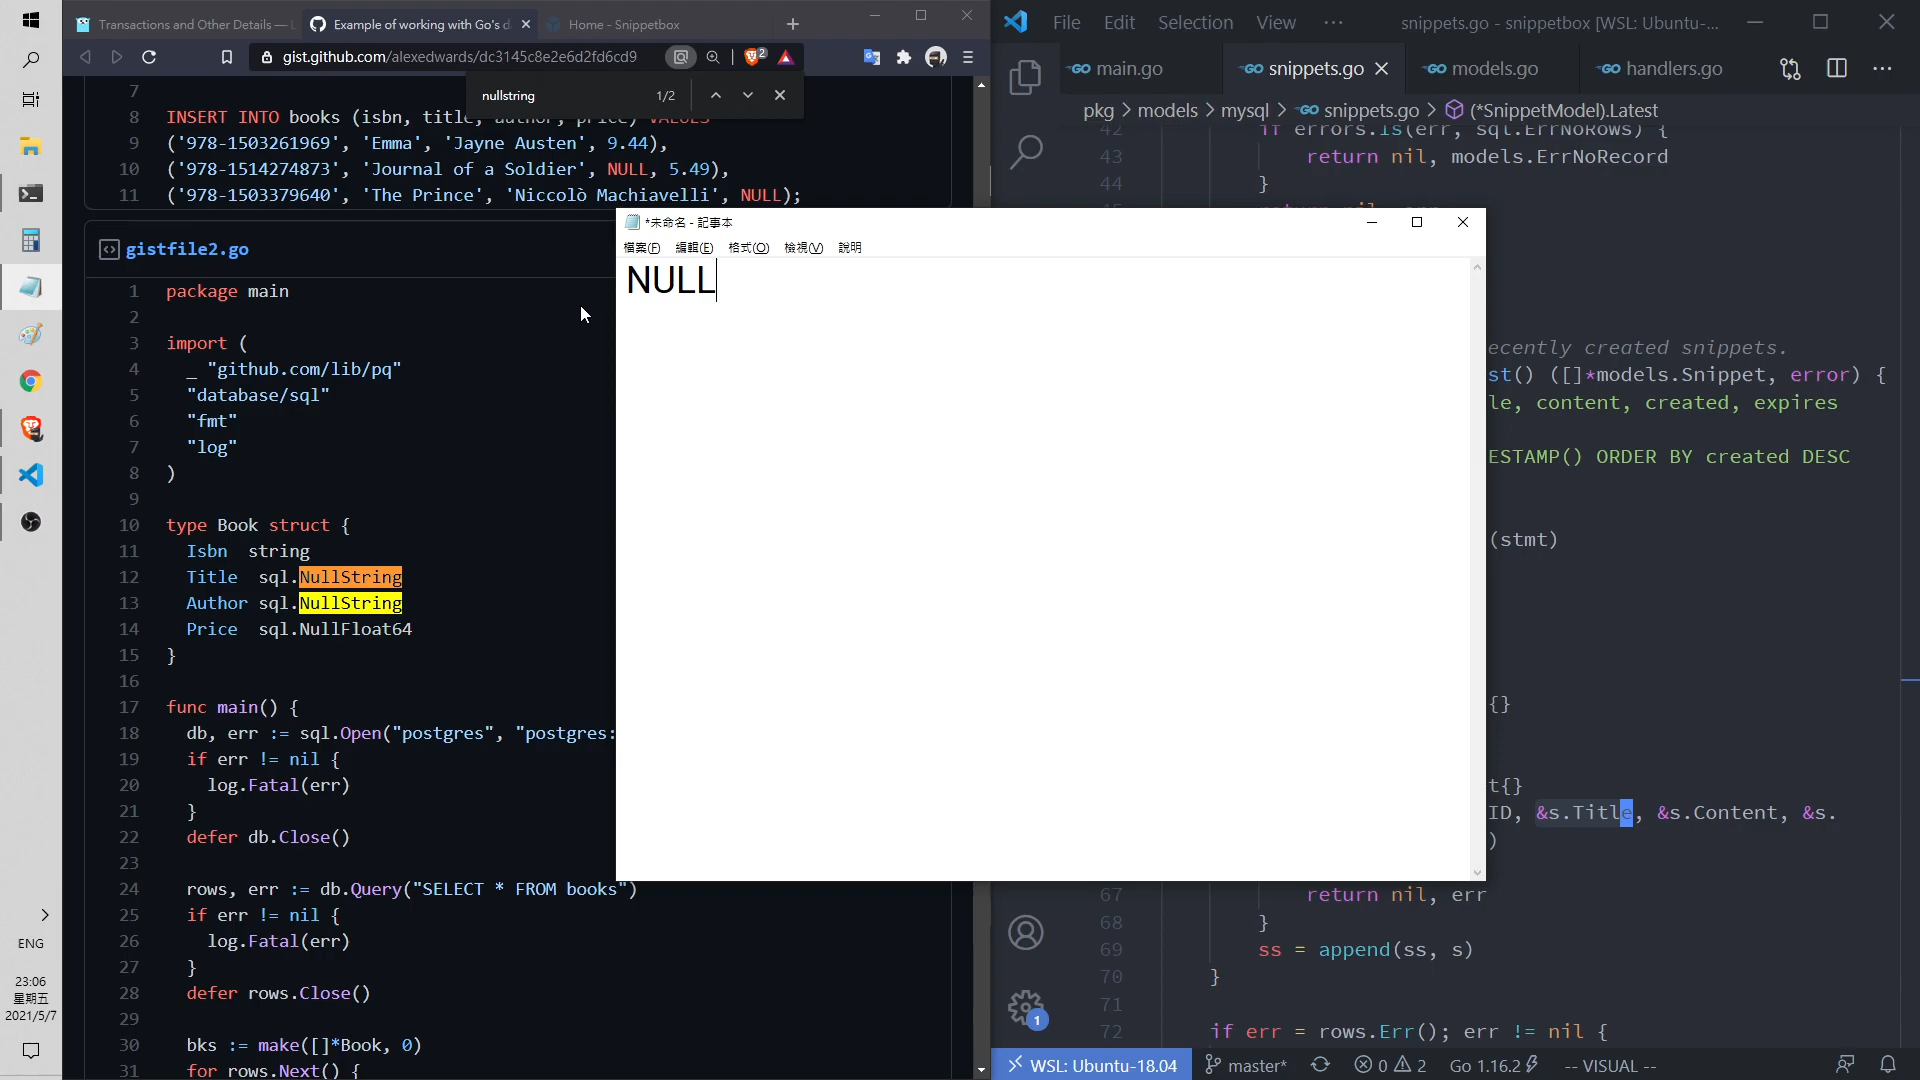 Transactions and Other Details —
Example of working with Go's d
Home - Snippetbox
gist.github.com/alexedwards/dc3145c8e2e6d2fd6cd9
2
nullstring
1/2
7
8 INSERT INTO books (isbn, title, author, price) VALUES
9 ('978-1503261969', 'Emma', 'Jayne Austen', 9.44),
10 ('978-1514274873', 'Journal of a Soldier', NULL, 5.49),
11 ('978-1503379640', 'The Prince', 'Niccolò Machiavelli', NULL);
gistfile2.go
1 package main
2
3 import (
4 _ "github.com/lib/pq"
5 "database/sql"
6 "fmt"
7 "log"
8 )
9
10 type Book struct {
11 Isbn string
12 Title sql.NullString
13 Author sql.NullString
14 Price sql.NullFloat64
15 }
16
17 func main() {
18 db, err := sql.Open("postgres", "postgres:
19 if err != nil {
20 log.Fatal(err)
21 }
22 defer db.Close()
23
24 rows, err := db.Query("SELECT * FROM books")
25 if err != nil {
26 log.Fatal(err)
27 }
28 defer rows.Close()
29
30 bks := make([]*Book, 0)
31 for rows.Next() {
*未命名 - 記事本
檔案(F) 編輯(E) 格式(O) 檢視(V) 說明
NULL
File Edit Selection View ···
snippets.go - snippetbox [WSL: Ubuntu-...
main.go
snippets.go
models.go
handlers.go
pkg > models > mysql > snippets.go > (*SnippetModel).Latest
42 if errors.Is(err, sql.ErrNoRows) {
43 return nil, models.ErrNoRecord
44 }
ecently created snippets.
st() ([]*models.Snippet, error) {
le, content, created, expires
ESTAMP() ORDER BY created DESC
(stmt)
{}
t{}
ID, &s.Title, &s.Content, &s.
)
67 return nil, err
68 }
69 ss = append(ss, s)
70 }
71
72 if err = rows.Err(); err != nil {
1
WSL: Ubuntu-18.04
master*
0 2
Go 1.16.2
-- VISUAL --
ENG
23:06
星期五
2021/5/7